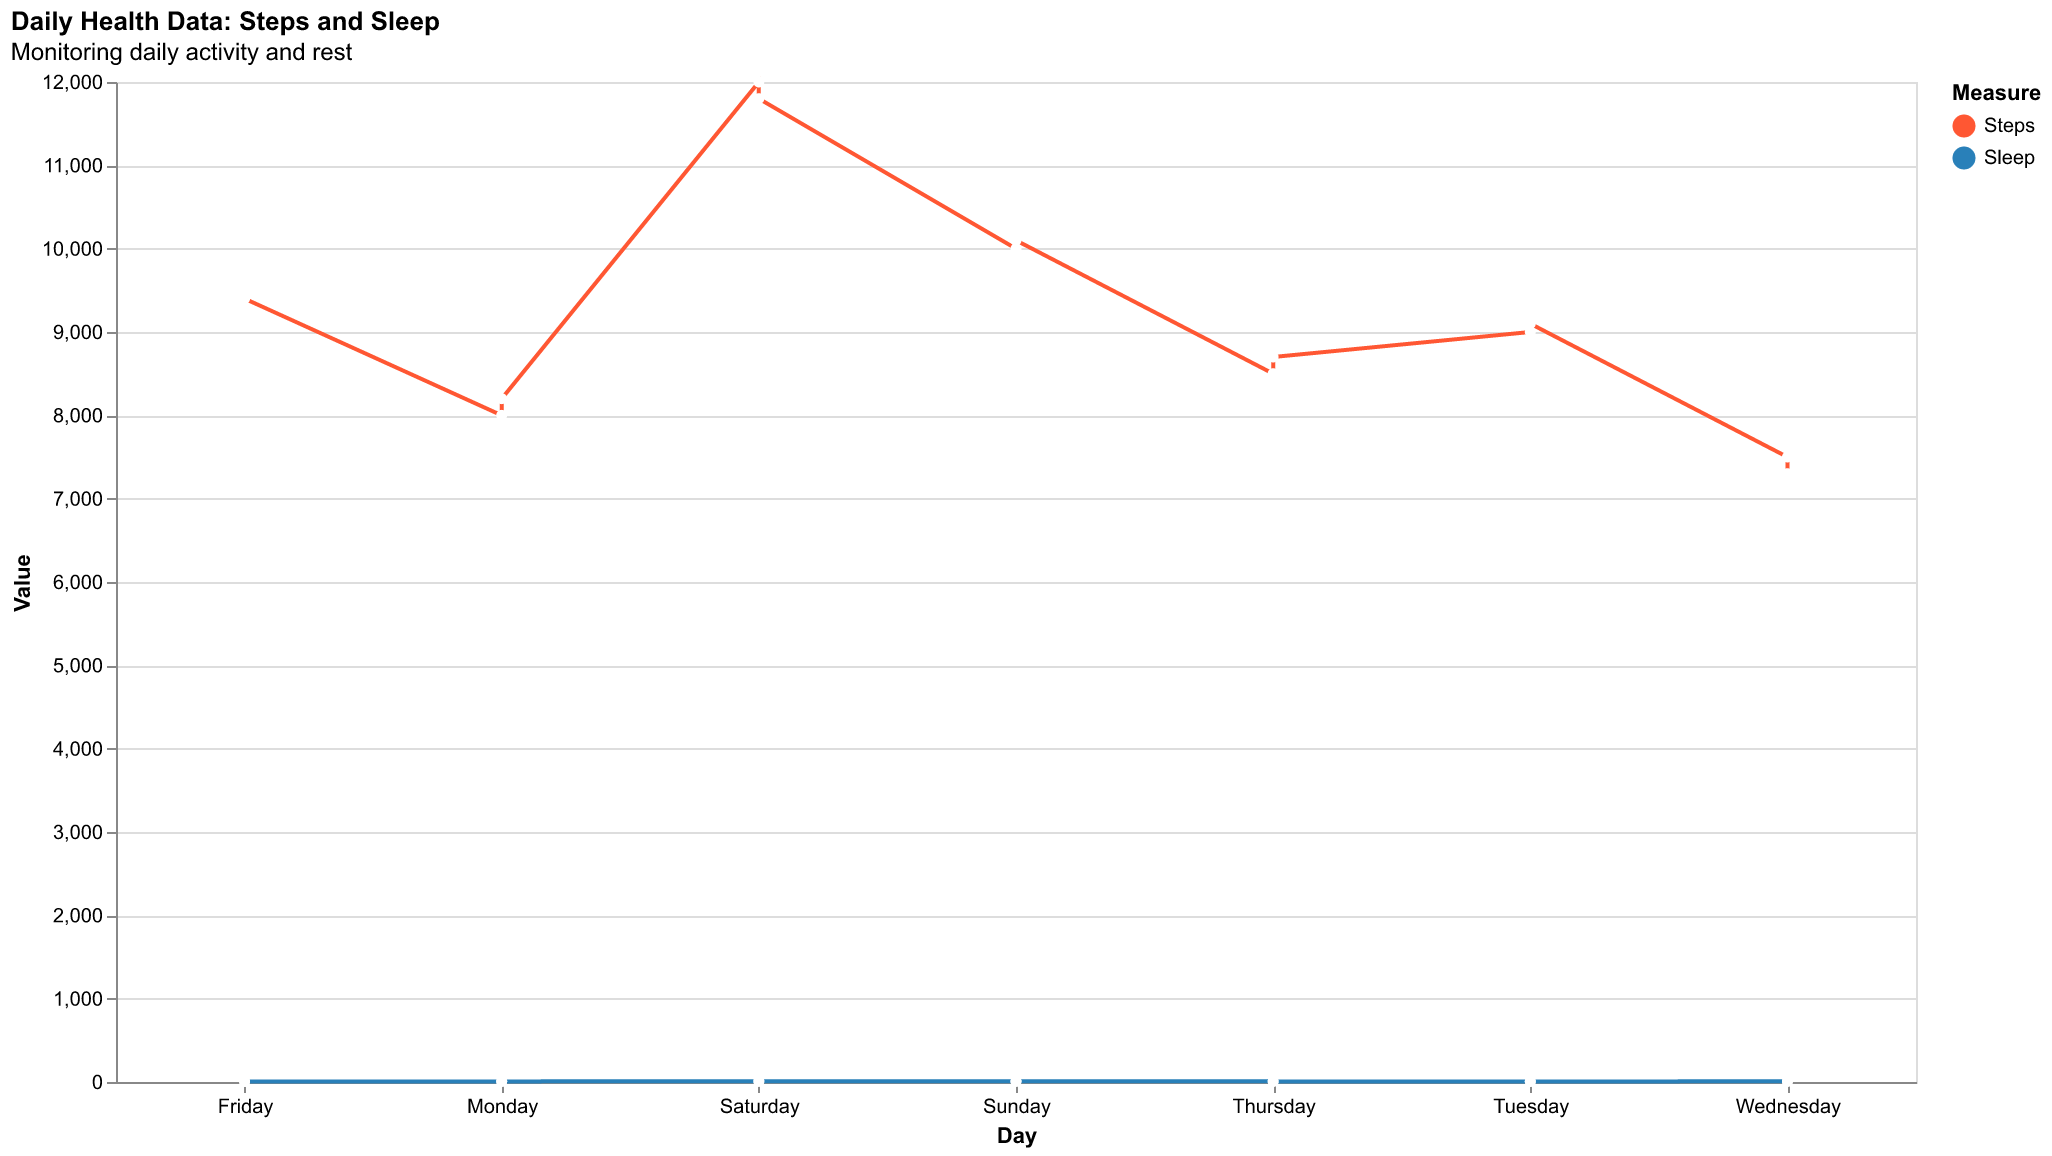 Daily Health Data: Steps and Sleep
Monitoring daily activity and rest
12,000
11,000
10,000
9,000
8,000
7,000
6,000
5,000
4,000
3,000
2,000
1,000
0
Value
Friday Monday Saturday Sunday Thursday Tuesday Wednesday
Day
Measure
Steps
Sleep